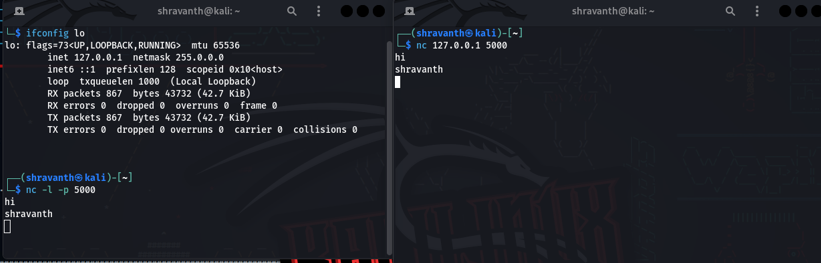 shravanth@kali: ~
└─$ ifconfig lo
lo: flags=73<UP,LOOPBACK,RUNNING>  mtu 65536
        inet 127.0.0.1  netmask 255.0.0.0
        inet6 ::1  prefixlen 128  scopeid 0x10<host>
        loop  txqueuelen 1000  (Local Loopback)
        RX packets 867  bytes 43732 (42.7 KiB)
        RX errors 0  dropped 0  overruns 0  frame 0
        TX packets 867  bytes 43732 (42.7 KiB)
        TX errors 0  dropped 0 overruns 0  carrier 0  collisions 0
┌──(shravanth㉿kali)-[~]
└─$ nc -l -p 5000
hi
shravanth
shravanth@kali: ~
┌──(shravanth㉿kali)-[~]
└─$ nc 127.0.0.1 5000
hi
shravanth